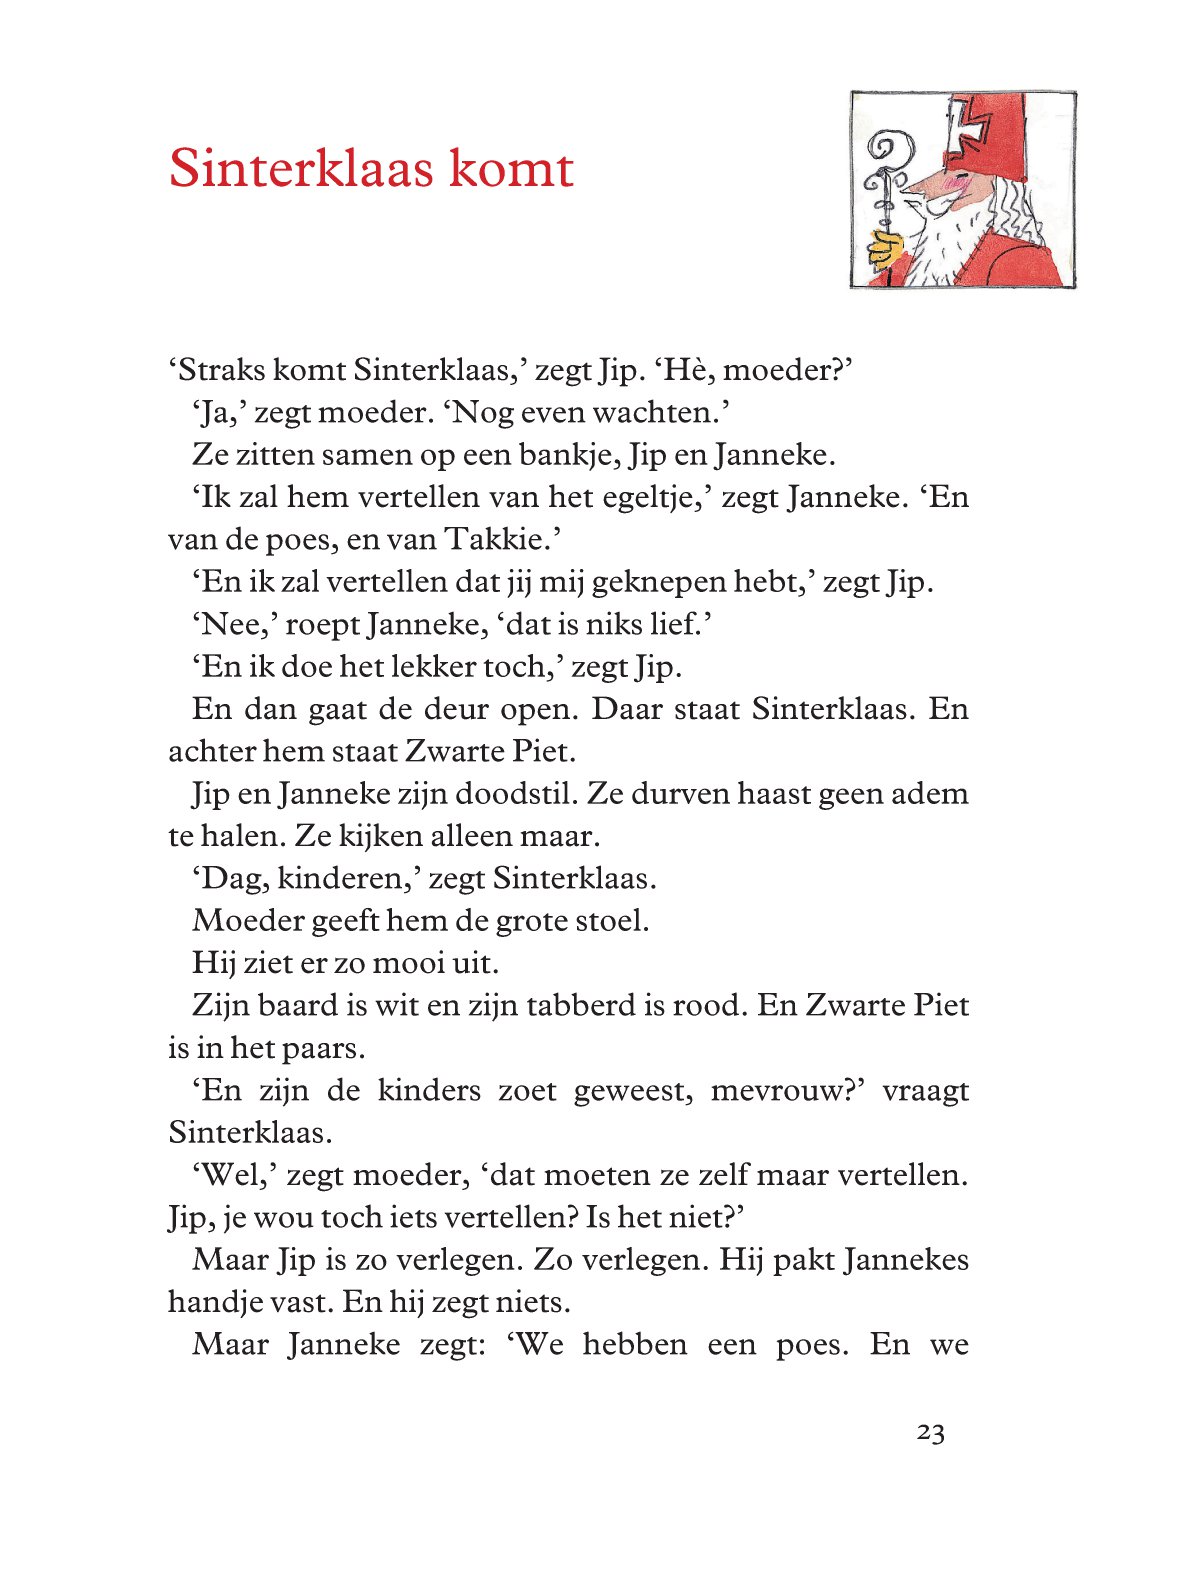 Sinterklaas komt
‘Straks komt Sinterklaas,’ zegt Jip. ‘Hè, moeder?’
‘Ja,’ zegt moeder. ‘Nog even wachten.’
Ze zitten samen op een bankje, Jip en Janneke.
‘Ik zal hem vertellen van het egeltje,’ zegt Janneke. ‘En
van de poes, en van Takkie.’
‘En ik zal vertellen dat jij mij geknepen hebt,’ zegt Jip.
‘Nee,’ roept Janneke, ‘dat is niks lief.’
‘En ik doe het lekker toch,’ zegt Jip.
En dan gaat de deur open. Daar staat Sinterklaas. En
achter hem staat Zwarte Piet.
Jip en Janneke zijn doodstil. Ze durven haast geen adem
te halen. Ze kijken alleen maar.
‘Dag, kinderen,’ zegt Sinterklaas.
Moeder geeft hem de grote stoel.
Hij ziet er zo mooi uit.
Zijn baard is wit en zijn tabberd is rood. En Zwarte Piet
is in het paars.
‘En zijn de kinders zoet geweest, mevrouw?’ vraagt
Sinterklaas.
‘Wel,’ zegt moeder, ‘dat moeten ze zelf maar vertellen.
Jip, je wou toch iets vertellen? Is het niet?’
Maar Jip is zo verlegen. Zo verlegen. Hij pakt Jannekes
handje vast. En hij zegt niets.
Maar Janneke zegt: ‘We hebben een poes. En we
23